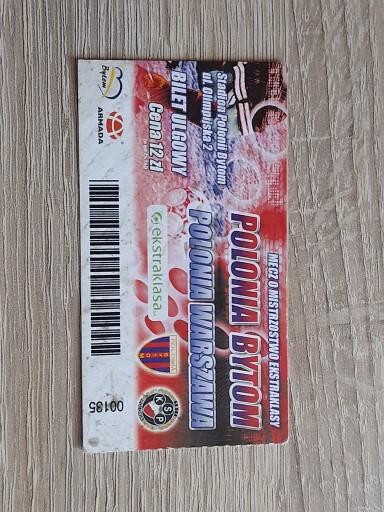 MECZ O MISTRZOSTWO EKSTRAKLASY
POLONIA BYTOM
POLONIA WARSZAWA
ekstraklasa
Stadion Polonii Bytom
ul. Olimpijska 2
BILET ULGOWY
Cena 12 zł
Bytom
ARMADA
KSP
00185